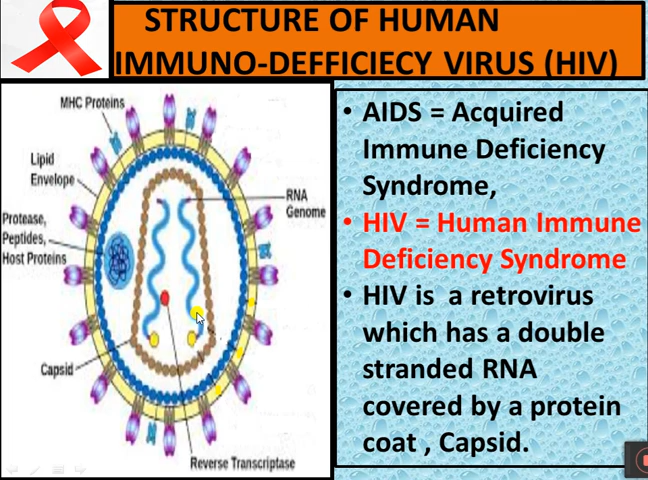 STRUCTURE OF HUMAN
IMMUNO-DEFFICIECY VIRUS (HIV)
MHC Proteins
Lipid
Envelope
Protease,
Peptides,
Host Proteins
RNA
Genome
Capsid
Reverse Transcriptase
• AIDS = Acquired
Immune Deficiency
Syndrome,
• HIV = Human Immune
Deficiency Syndrome
• HIV is a retrovirus
which has a double
stranded RNA
covered by a protein
coat , Capsid.